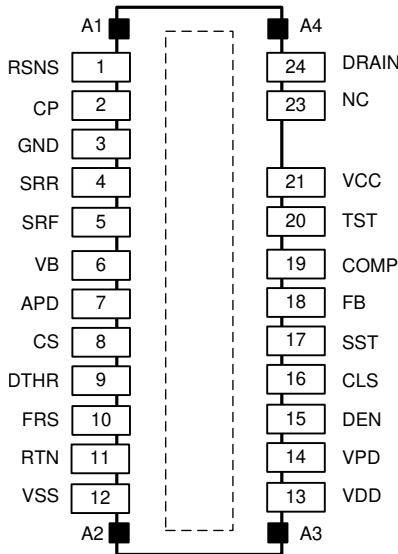 A1 A4
RSNS 1 24 DRAIN
CP 2 23 NC
GND 3
SRR 4 21 VCC
SRF 5 20 TST
VB 6 19 COMP
APD 7 18 FB
CS 8 17 SST
DTHR 9 16 CLS
FRS 10 15 DEN
RTN 11 14 VPD
VSS 12 13 VDD
A2 A3